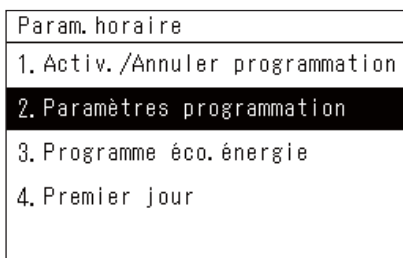 Param. horaire
1. Activ./Annuler programmation
2. Paramètres programmation
3. Programme éco. énergie
4. Premier jour